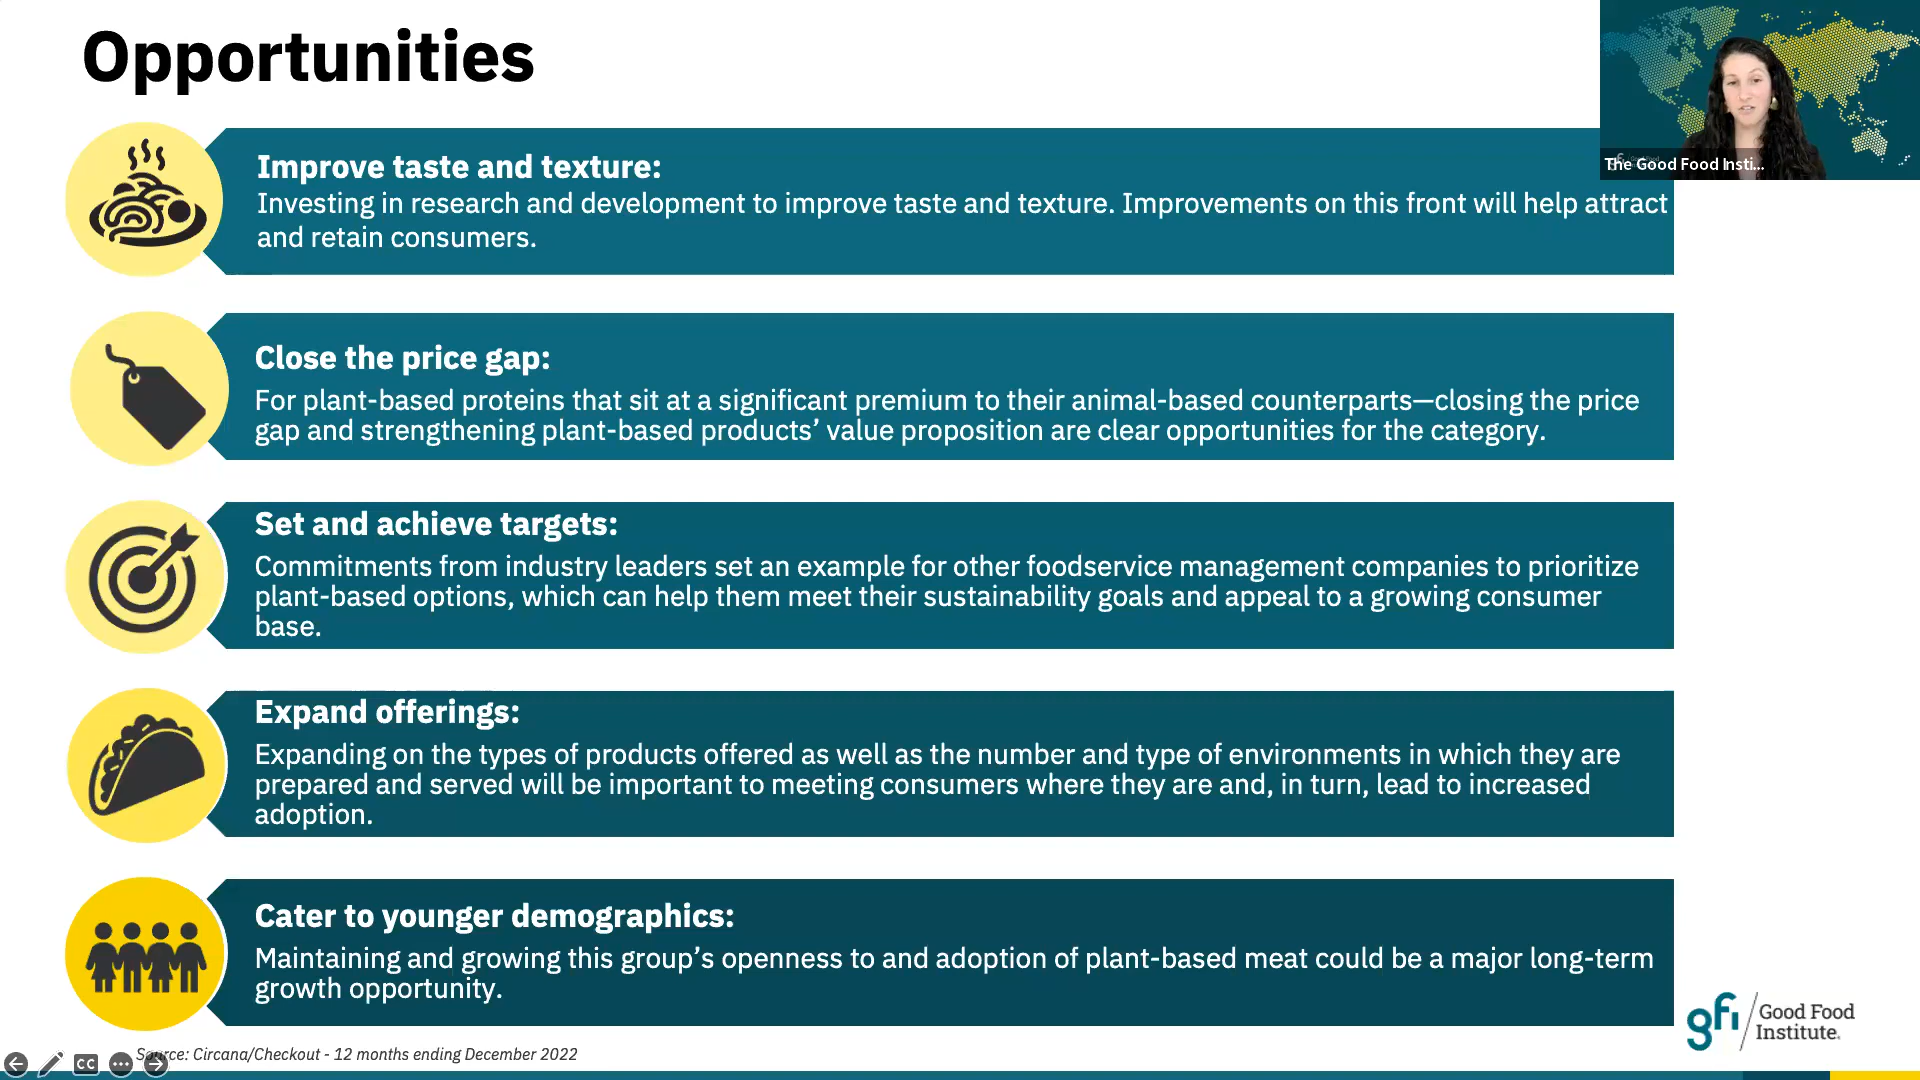 Opportunities
The Good Food Insti...
Improve taste and texture:
Investing in research and development to improve taste and texture. Improvements on this front will help attract
and retain consumers.
Close the price gap:
For plant-based proteins that sit at a significant premium to their animal-based counterparts—closing the price
gap and strengthening plant-based products’ value proposition are clear opportunities for the category.
Set and achieve targets:
Commitments from industry leaders set an example for other foodservice management companies to prioritize
plant-based options, which can help them meet their sustainability goals and appeal to a growing consumer
base.
Expand offerings:
Expanding on the types of products offered as well as the number and type of environments in which they are
prepared and served will be important to meeting consumers where they are and, in turn, lead to increased
adoption.
Cater to younger demographics:
Maintaining and growing this group’s openness to and adoption of plant-based meat could be a major long-term
growth opportunity.
gfi Good Food
Institute.
Source: Circana/Checkout - 12 months ending December 2022
CC